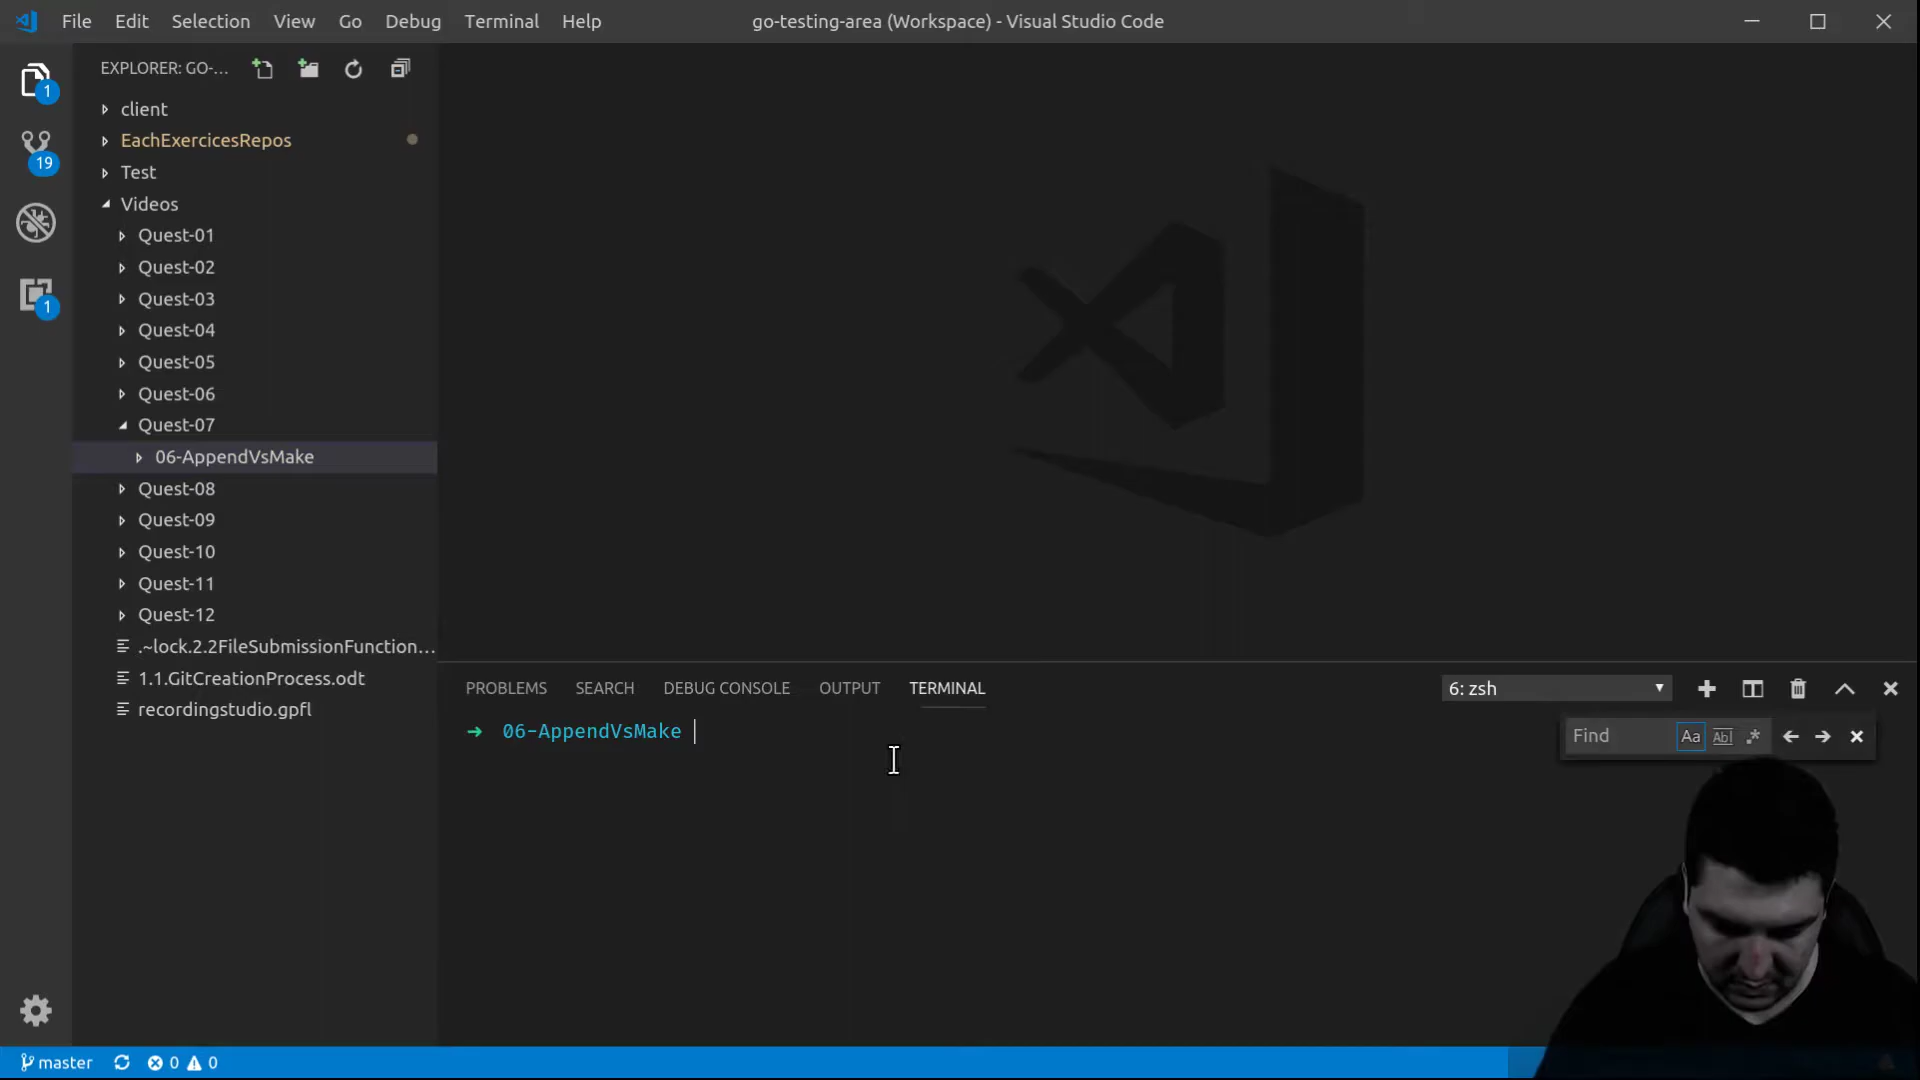 File Edit Selection View Go Debug Terminal Help
go-testing-area (Workspace) - Visual Studio Code
EXPLORER: GO-...
1
client
EachExercicesRepos
19
Test
Videos
Quest-01
Quest-02
Quest-03
1
Quest-04
Quest-05
Quest-06
Quest-07
06-AppendVsMake
Quest-08
Quest-09
Quest-10
Quest-11
Quest-12
.~lock.2.2FileSubmissionFunction...
1.1.GitCreationProcess.odt
recordingstudio.gpfl
PROBLEMS SEARCH DEBUG CONSOLE OUTPUT TERMINAL
6: zsh
➜ 06-AppendVsMake
Find Aa Abl .*
master 0 0